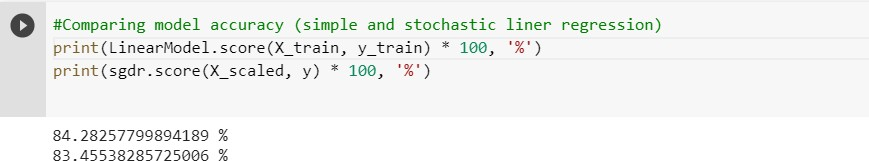 #Comparing model accuracy (simple and stochastic liner regression)
print(LinearModel.score(X_train, y_train) * 100, '%')
print(sgdr.score(X_scaled, y) * 100, '%')
84.28257799894189 %
83.45538285725006 %